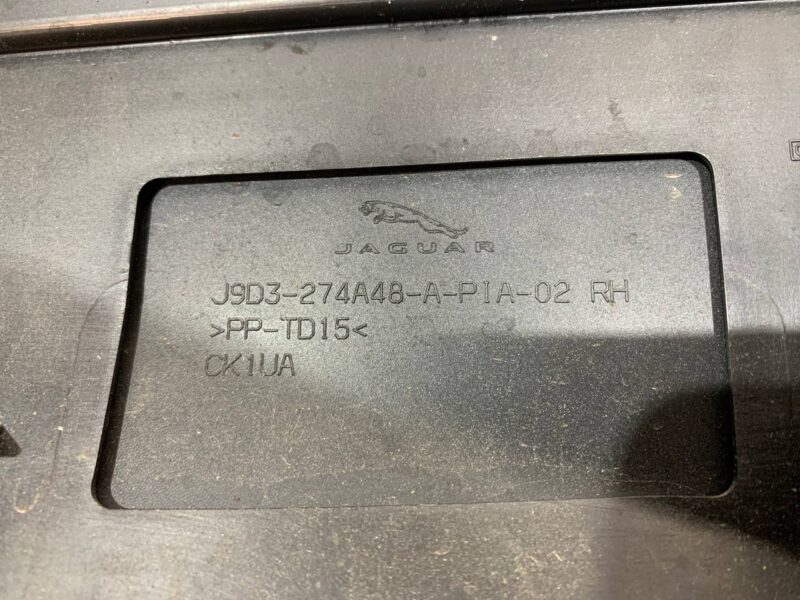 JAGUAR
J9D3-274A48-A-PIA-02 RH
>PP-TD15<
CK1UA